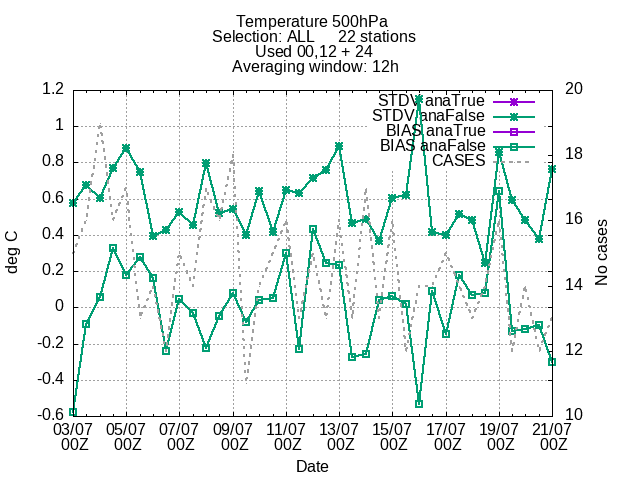 Temperature 500hPa
Selection: ALL 22 stations
Used 00,12 + 24
Averaging window: 12h
1.2
1
0.8
0.6
0.4
0.2
0
-0.2
-0.4
-0.6
deg C
STDV anaTrue
STDV anaFalse
BIAS anaTrue
BIAS anaFalse
CASES
20
18
16
14
12
10
No cases
03/07 05/07 07/07 09/07 11/07 13/07 15/07 17/07 19/07 21/07
00Z 00Z 00Z 00Z 00Z 00Z 00Z 00Z 00Z 00Z
Date